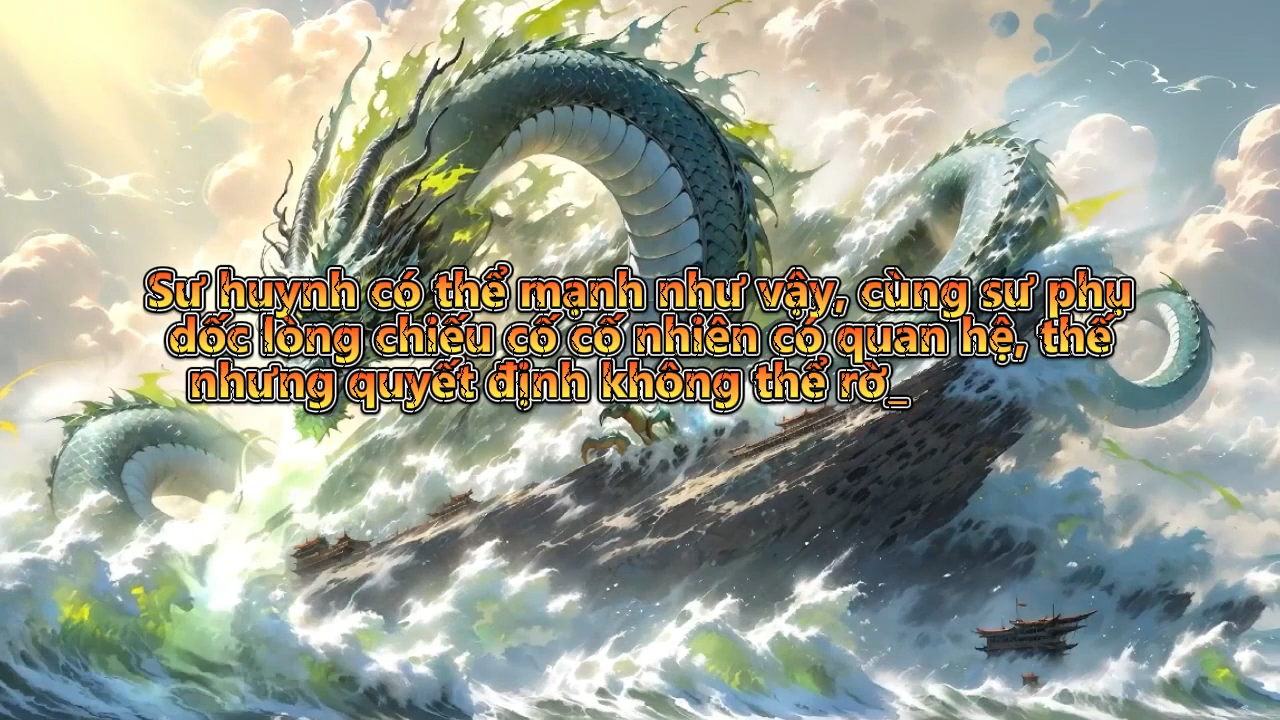 Sư huynh có thể mạnh như vậy, cùng sư phụ
dốc lòng chiếu cố cố nhiên có quan hệ, thế
nhưng quyết định không thể rờ_